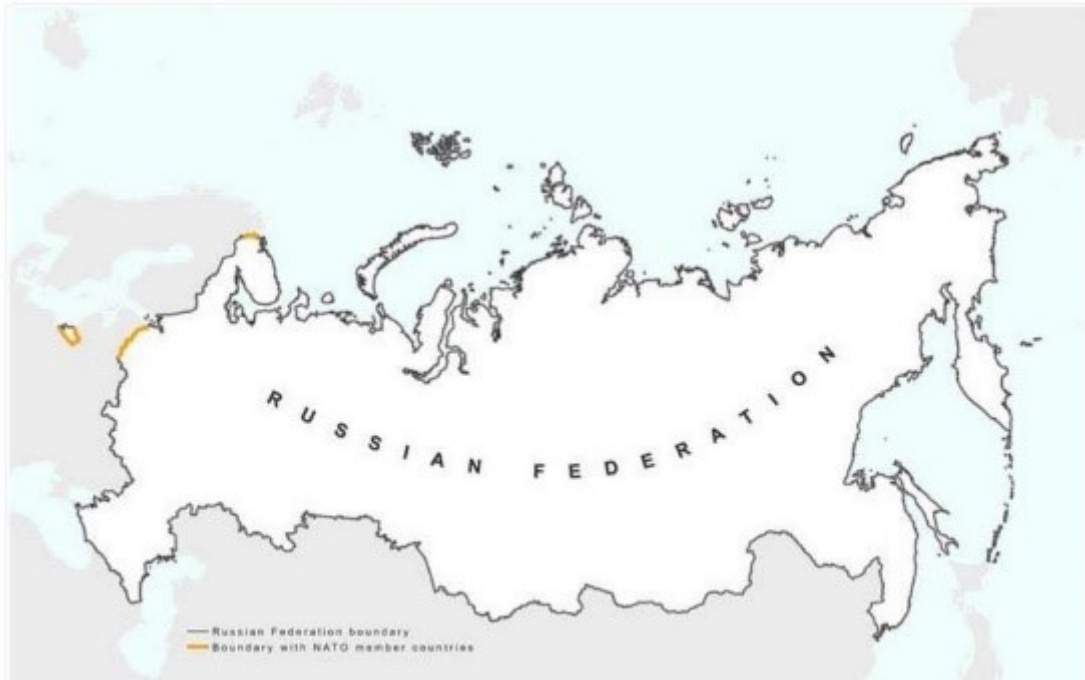 RUSSIAN FEDERATION
Russian Federation boundary
Boundary with NATO member countries